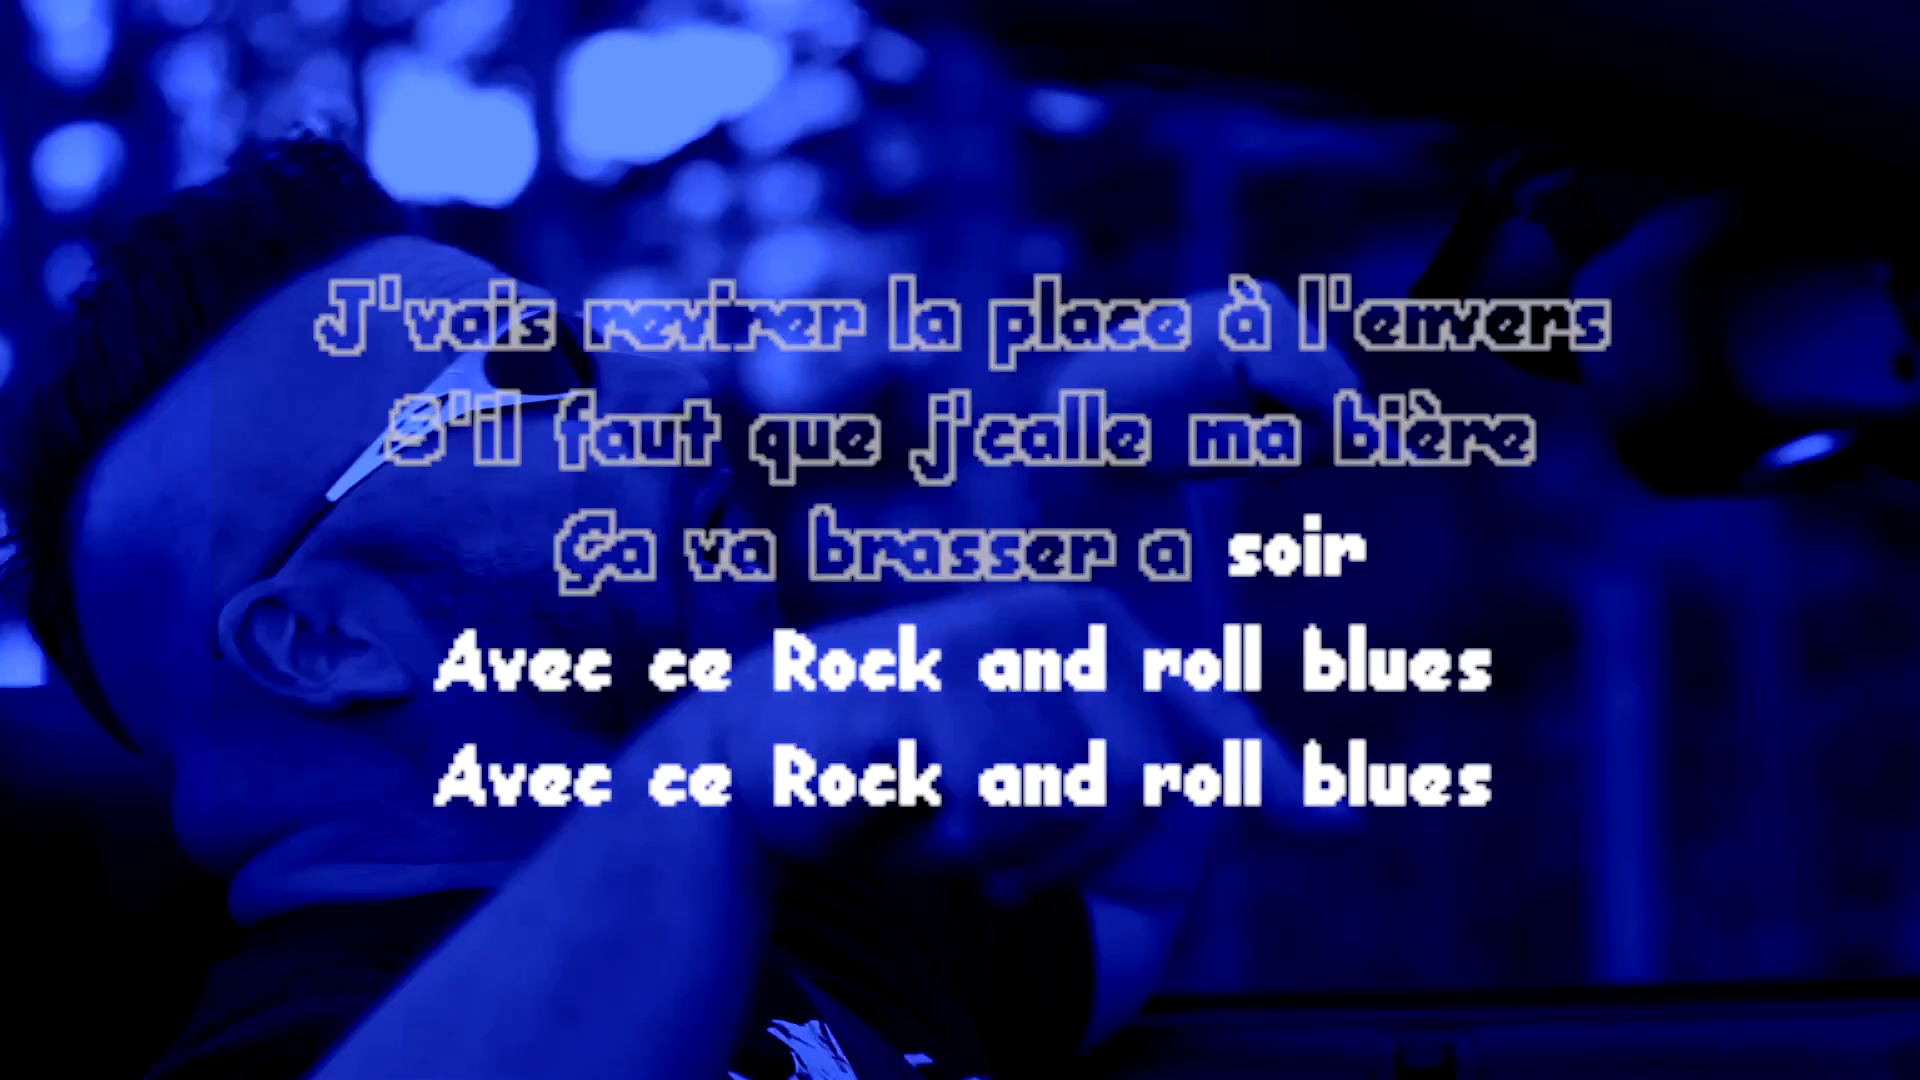 J'vais revirer la place à l'envers
S'il faut que j'calle ma bière
Ça va brasser a soir
Avec ce Rock and roll blues
Avec ce Rock and roll blues